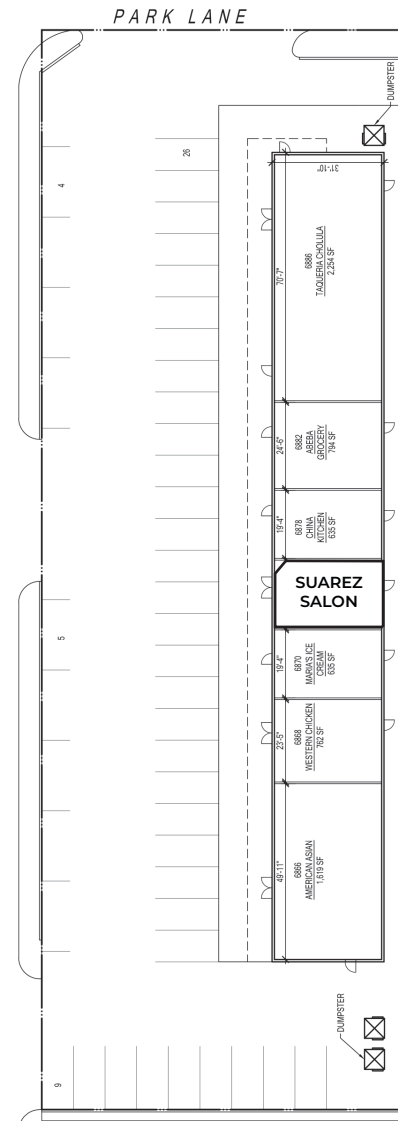 PARK LANE
DUMPSTER
26
4
31'-10"
70'-7"
6886
TAQUERIA CHOLULA
2,254 SF
24'-6"
6882
ABEBA
GROCERY
794 SF
19'-4"
6878
CHINA
KITCHEN
635 SF
SUAREZ
SALON
5
19'-4"
6870
MARIA'S ICE
CREAM
635 SF
23'-5"
6868
WESTERN CHICKEN
762 SF
49'-11"
6866
AMERICAN ASIAN
1,619 SF
DUMPSTER
9